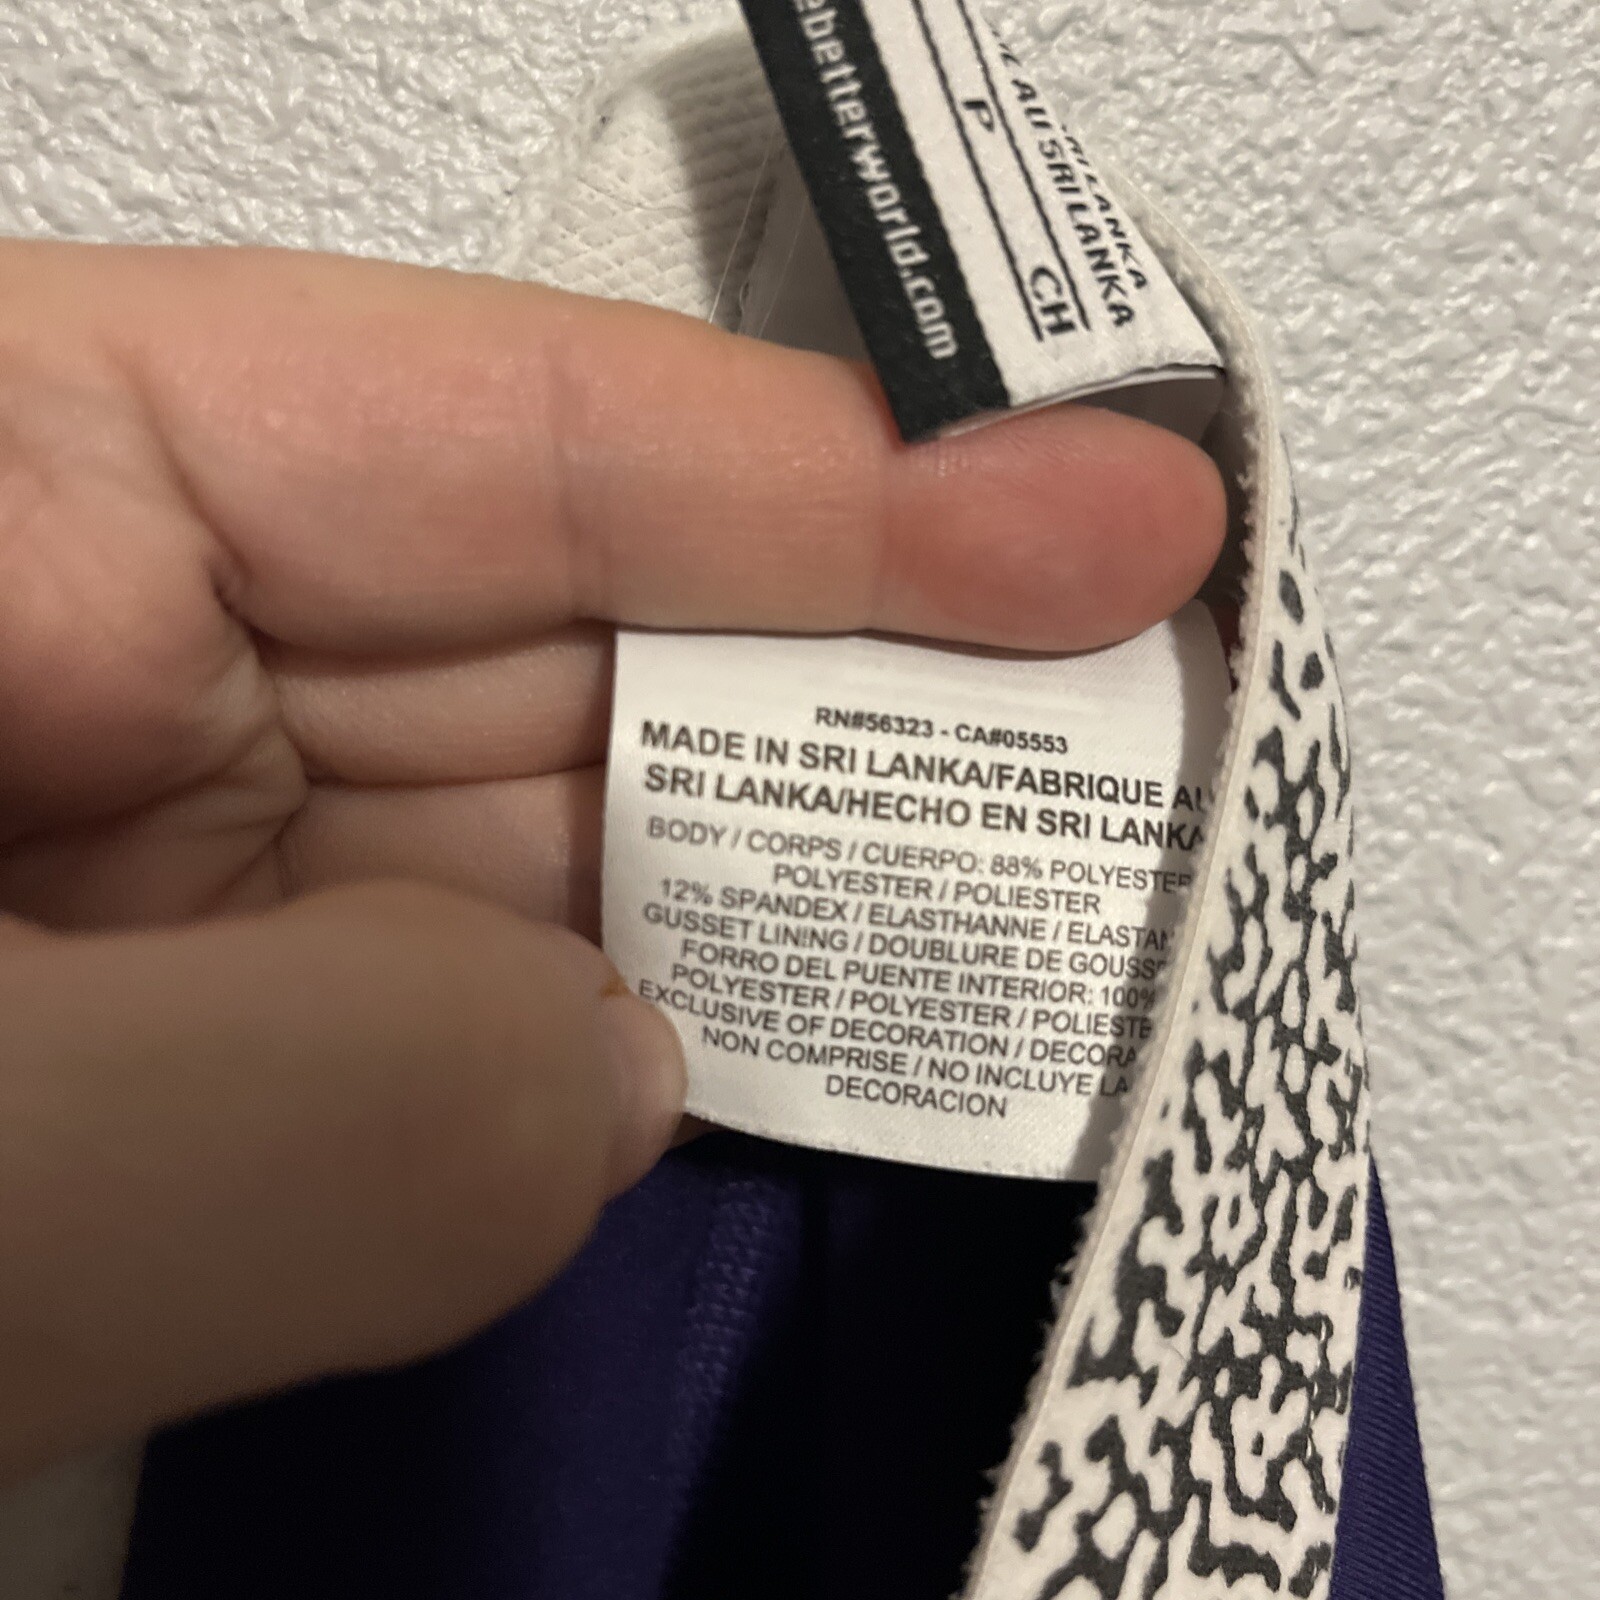 ebetterworld.com
P
CH
AU SRI LANKA
LANKA
RN#56323 - CA#05553
MADE IN SRI LANKA/FABRIQUE AU
SRI LANKA/HECHO EN SRI LANKA
BODY / CORPS / CUERPO: 88% POLYESTER
POLYESTER / POLIESTER
12% SPANDEX / ELASTHANNE / ELASTAN
GUSSET LINING / DOUBLURE DE GOUSS
FORRO DEL PUENTE INTERIOR: 100%
POLYESTER / POLYESTER / POLIESTE
EXCLUSIVE OF DECORATION / DECORA
NON COMPRISE / NO INCLUYE LA
DECORACION